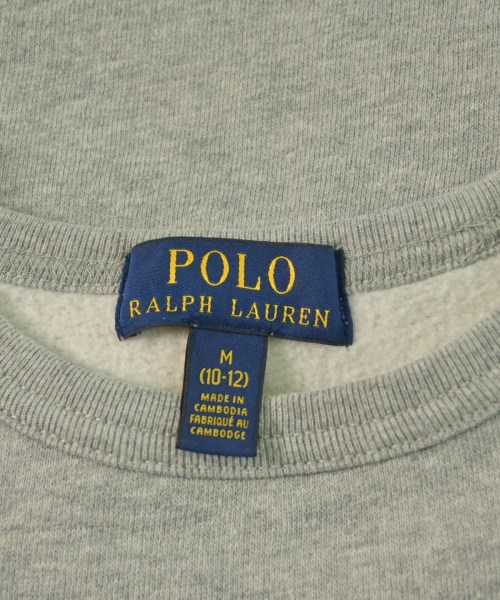 POLO
RALPH LAUREN
M
(10-12)
MADE IN
CAMBODIA
FABRIQUÉ AU
CAMBODGE